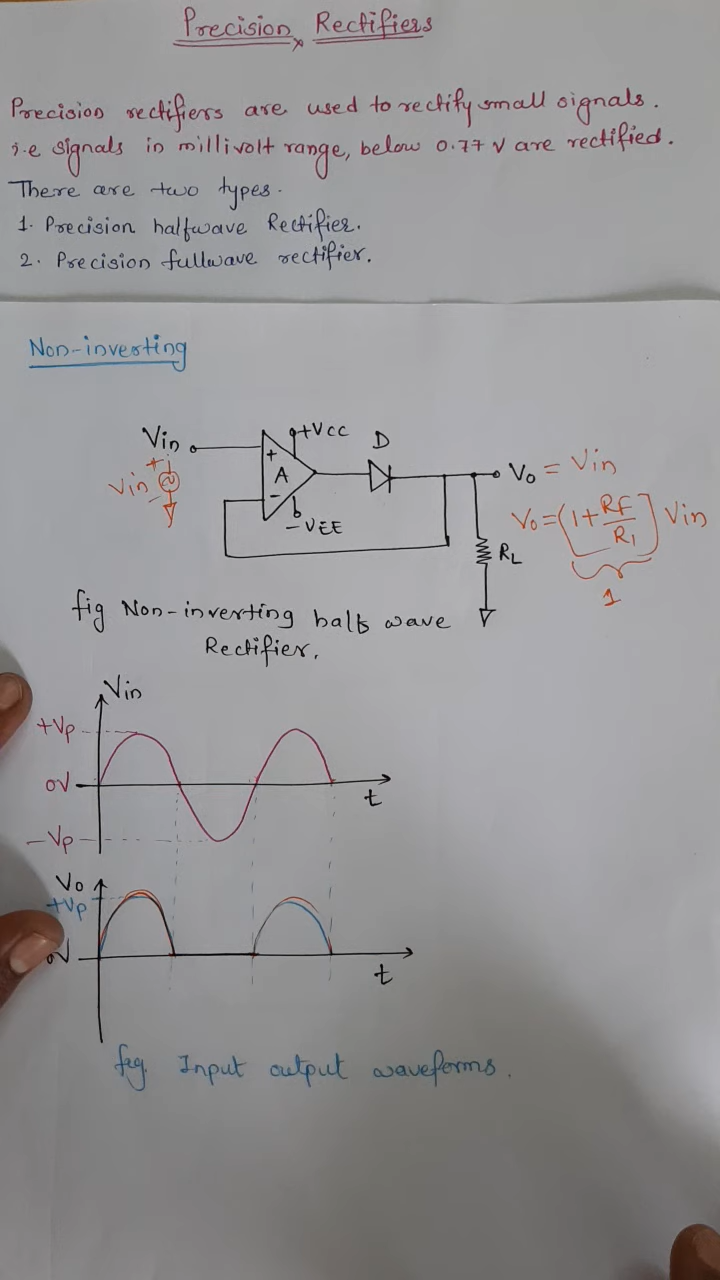 Precision Rectifiers
Precision rectifiers are used to rectify small signals.
i.e signals in millivolt range, below 0.77 V are rectified.
There are two types.
1. Precision halfwave Rectifier.
2. Precision fullwave rectifier.
Non-inverting
Vin
+VCC
D
Vin
+
-
+
A
-
-VEE
Vo = Vin
Vo = (1+RF/R1] Vin
1
RL
fig Non-inverting half wave
Rectifier.
Vin
+Vp
0V
-Vp
t
Vo
+Vp
0V
t
fig. Input output waveforms.